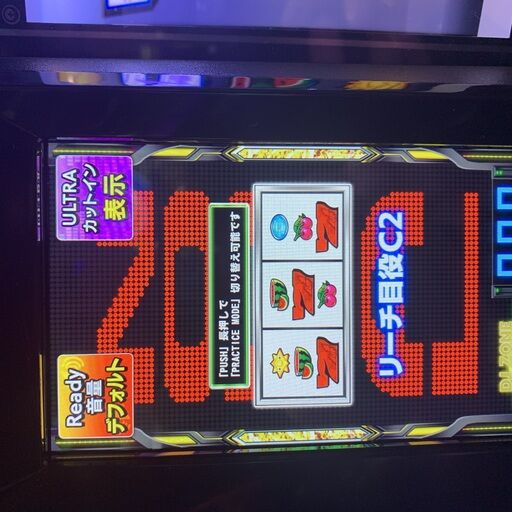 Ready
音量
デフォルト
ULTRA
カットイン
表示
「PUSH」長押しで
「PRACTICE MODE」切り替え可能です
リーチ目役C2
DJ ZONE